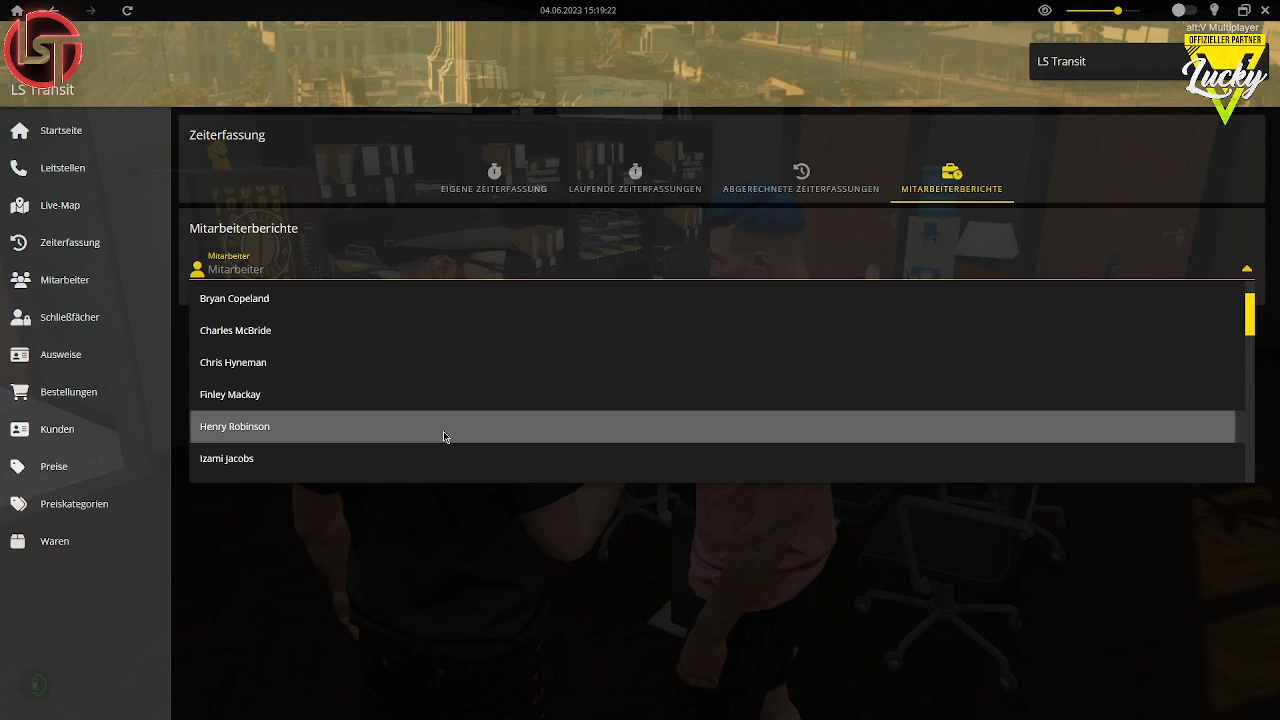 04.06.2023 15:19:22
alt:V Multiplayer
OFFIZIELLER PARTNER
Lucky V
LST
LS Transit
LS Transit
Startseite
Leitstellen
Live-Map
Zeiterfassung
Mitarbeiter
Schließfächer
Ausweise
Bestellungen
Kunden
Preise
Preiskategorien
Waren
Zeiterfassung
EIGENE ZEITERFASSUNG
LAUFENDE ZEITERFASSUNGEN
ABGERECHNETE ZEITERFASSUNGEN
MITARBEITERBERICHTE
Mitarbeiterberichte
Mitarbeiter
Mitarbeiter
Bryan Copeland
Charles McBride
Chris Hyneman
Finley Mackay
Henry Robinson
Izami Jacobs